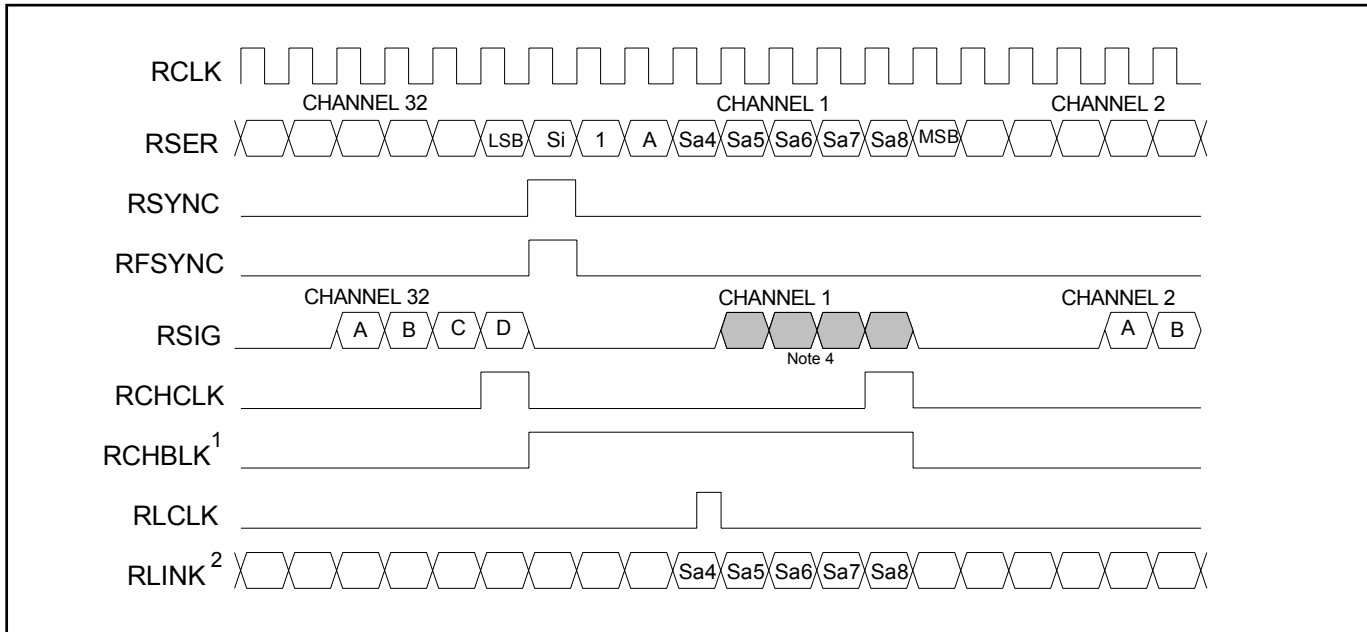 RCLK
CHANNEL 32 CHANNEL 1 CHANNEL 2
RSER LSB Si 1 A Sa4 Sa5 Sa6 Sa7 Sa8 MSB
RSYNC
RFSYNC
CHANNEL 32 CHANNEL 1 CHANNEL 2
RSIG A B C D A B
Note 4
RCHCLK
RCHBLK1
RLCLK
RLINK2 Sa4 Sa5 Sa6 Sa7 Sa8